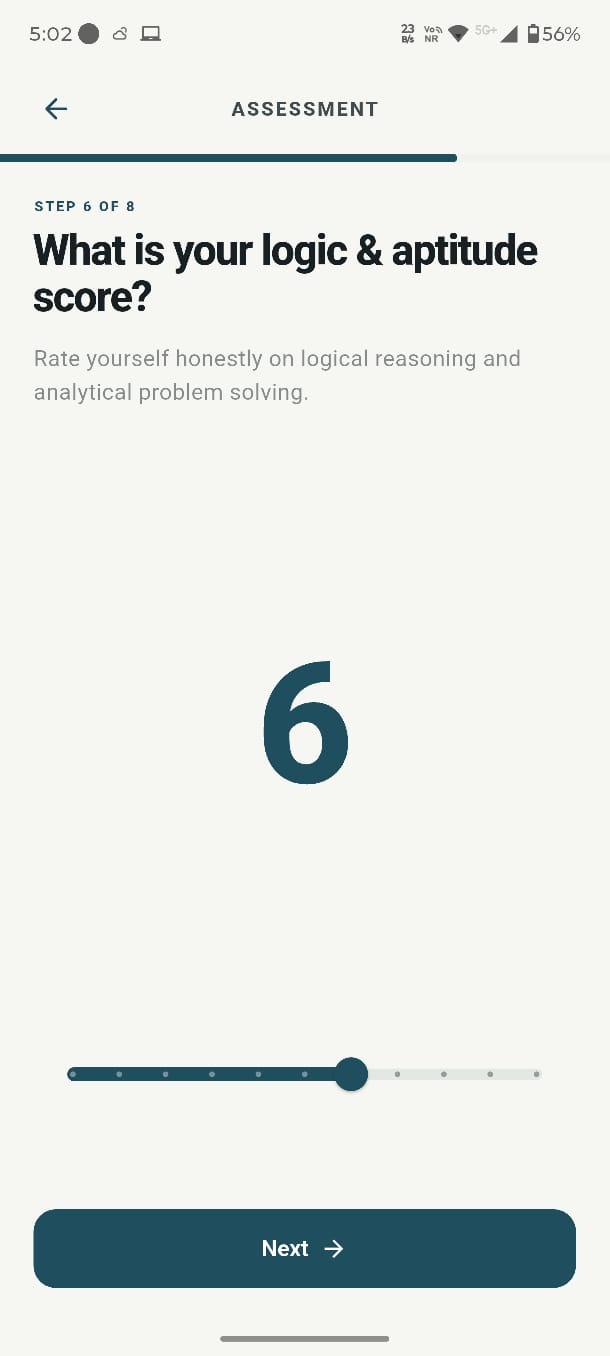 5:02 23 B/s Vo NR 5G+ 56%
ASSESSMENT
STEP 6 OF 8
What is your logic & aptitude
score?
Rate yourself honestly on logical reasoning and
analytical problem solving.
6
Next